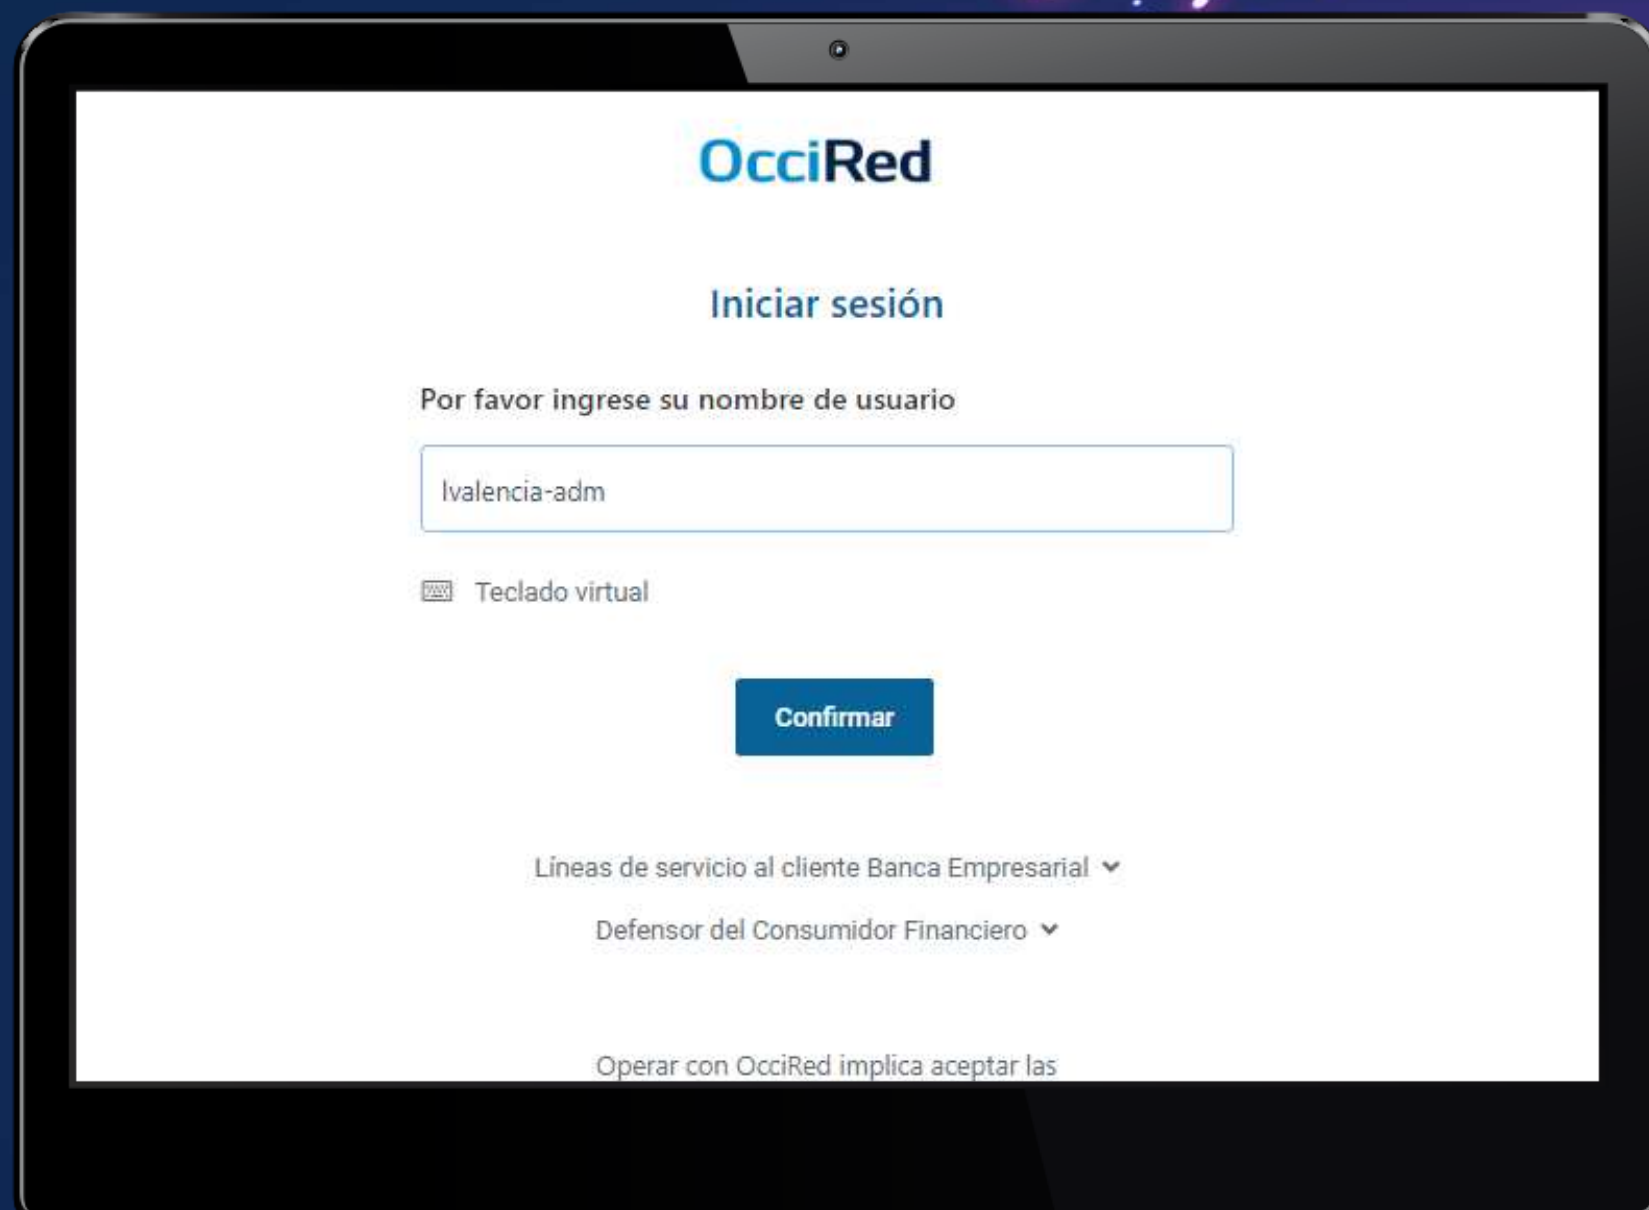 OcciRed
Iniciar sesión
Por favor ingrese su nombre de usuario
lvalencia-adm
Teclado virtual
Confirmar
Líneas de servicio al cliente Banca Empresarial
Defensor del Consumidor Financiero
Operar con OcciRed implica aceptar las